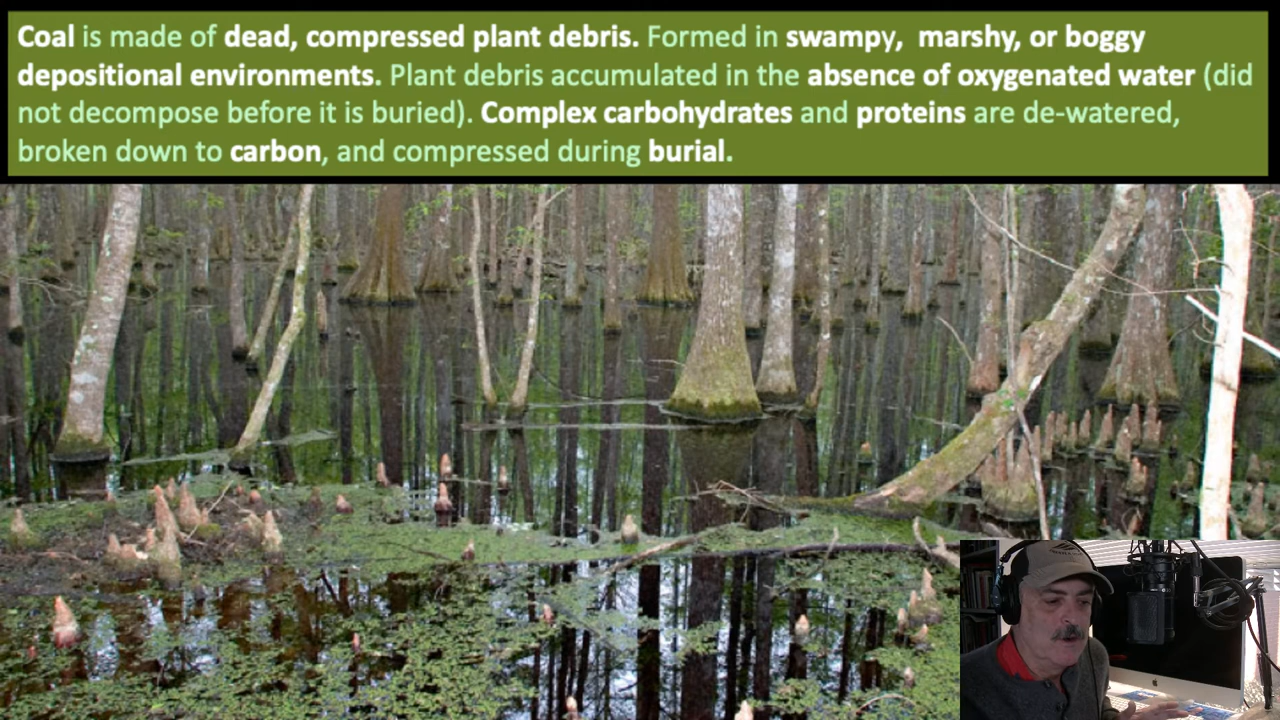 Coal is made of dead, compressed plant debris. Formed in swampy,  marshy, or boggy
depositional environments. Plant debris accumulated in the absence of oxygenated water (did
not decompose before it is buried). Complex carbohydrates and proteins are de-watered,
broken down to carbon, and compressed during burial.